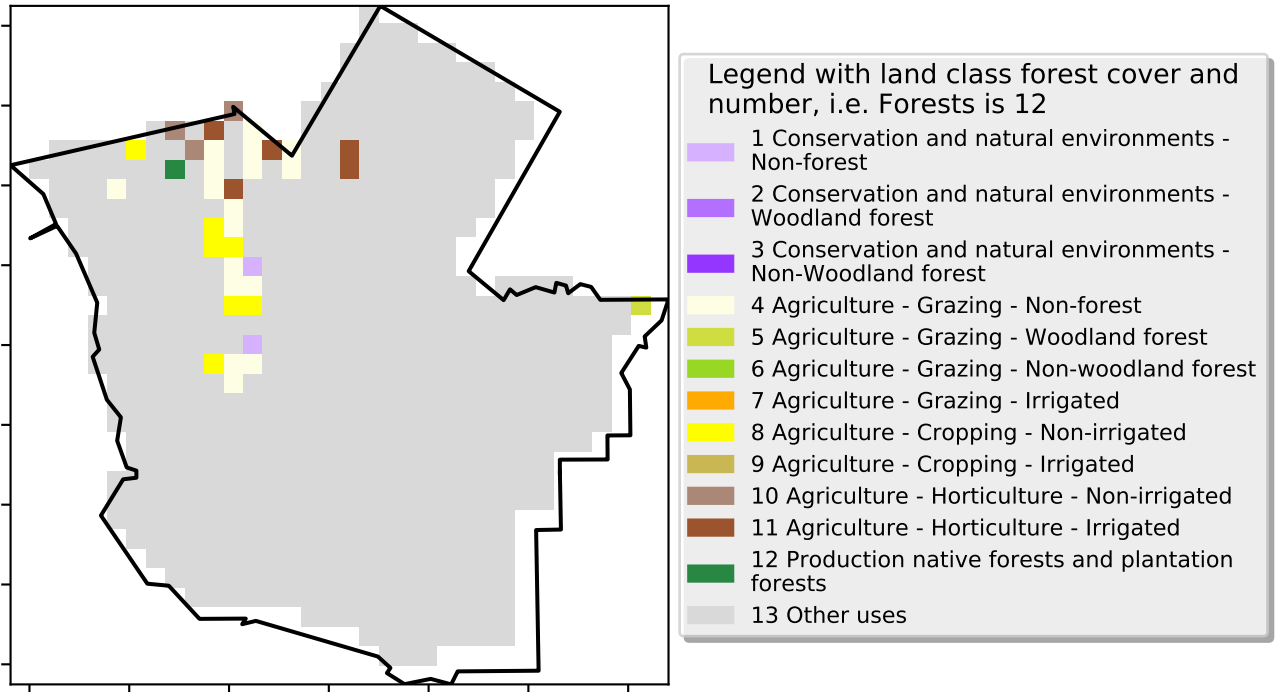 Legend with land class forest cover and
number, i.e. Forests is 12
1 Conservation and natural environments -
Non-forest
2 Conservation and natural environments -
Woodland forest
3 Conservation and natural environments -
Non-Woodland forest
4 Agriculture - Grazing - Non-forest
5 Agriculture - Grazing - Woodland forest
6 Agriculture - Grazing - Non-woodland forest
7 Agriculture - Grazing - Irrigated
8 Agriculture - Cropping - Non-irrigated
9 Agriculture - Cropping - Irrigated
10 Agriculture - Horticulture - Non-irrigated
11 Agriculture - Horticulture - Irrigated
12 Production native forests and plantation
forests
13 Other uses